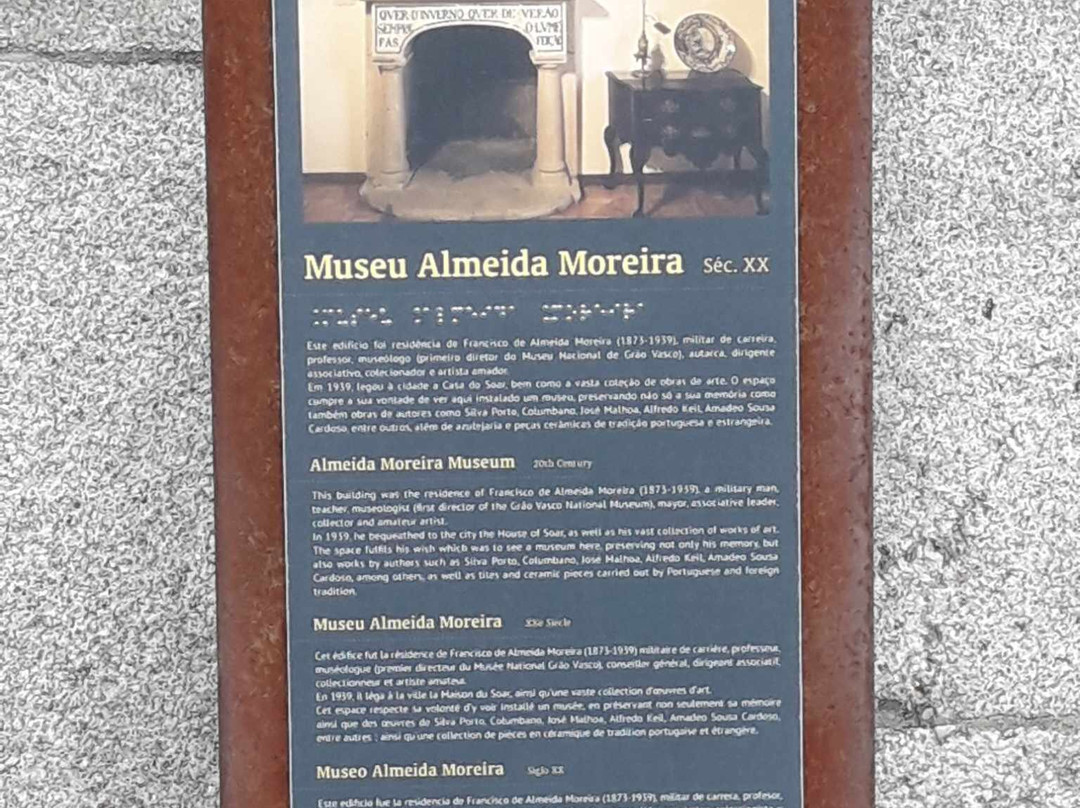 QVER O INVERNO QVER DE VERÃO
SEMPRE O LVME
FAS FEIÇÃO
Museu Almeida Moreira Séc. XX
Este edifício foi residência de Francisco de Almeida Moreira (1873-1939), militar de carreira,
professor, museólogo (primeiro diretor do Museu Nacional de Grão Vasco), autarca, dirigente
associativo, colecionador e artista amador.
Em 1939, legou à cidade a Casa do Soar, bem como a vasta coleção de obras de arte. O espaço
cumpre a sua vontade de ver aqui instalado um museu, preservando não só a sua memória como
também obras de autores como Silva Porto, Columbano, José Malhoa, Alfredo Keil, Amadeo Sousa
Cardoso, entre outros, além de azulejaria e peças cerâmicas de tradição portuguesa e estrangeira.
Almeida Moreira Museum 20th Century
This building was the residence of Francisco de Almeida Moreira (1873-1939), a military man,
teacher, museologist (first director of the Grão Vasco National Museum), mayor, associative leader,
collector and amateur artist.
In 1939, he bequeathed to the city the House of Soar, as well as his vast collection of works of art.
The space fulfils his wish which was to see a museum here, preserving not only his memory, but
also works by authors such as Silva Porto, Columbano, José Malhoa, Alfredo Keil, Amadeo Sousa
Cardoso, among others, as well as tiles and ceramic pieces carried out by Portuguese and foreign
tradition.
Museu Almeida Moreira XXe Siècle
Cet édifice fut la résidence de Francisco de Almeida Moreira (1873-1939) militaire de carrière, professeur,
muséologue (premier directeur du Musée National Grão Vasco), conseiller général, dirigeant associatif,
collectionneur et artiste amateur.
En 1939, il léga à la ville la Maison du Soar, ainsi qu'une vaste collection d'œuvres d'art.
Cet espace respecte sa volonté d'y voir installé un musée, en préservant non seulement sa mémoire
ainsi que des œuvres de Silva Porto, Columbano, José Malhoa, Alfredo Keil, Amadeo Sousa Cardoso,
entre autres ; ainsi qu'une collection de pièces en céramique de tradition portugaise et étrangère.
Museo Almeida Moreira Siglo XX
Este edificio fue la residencia de Francisco de Almeida Moreira (1873-1939), militar de carrera, profesor,